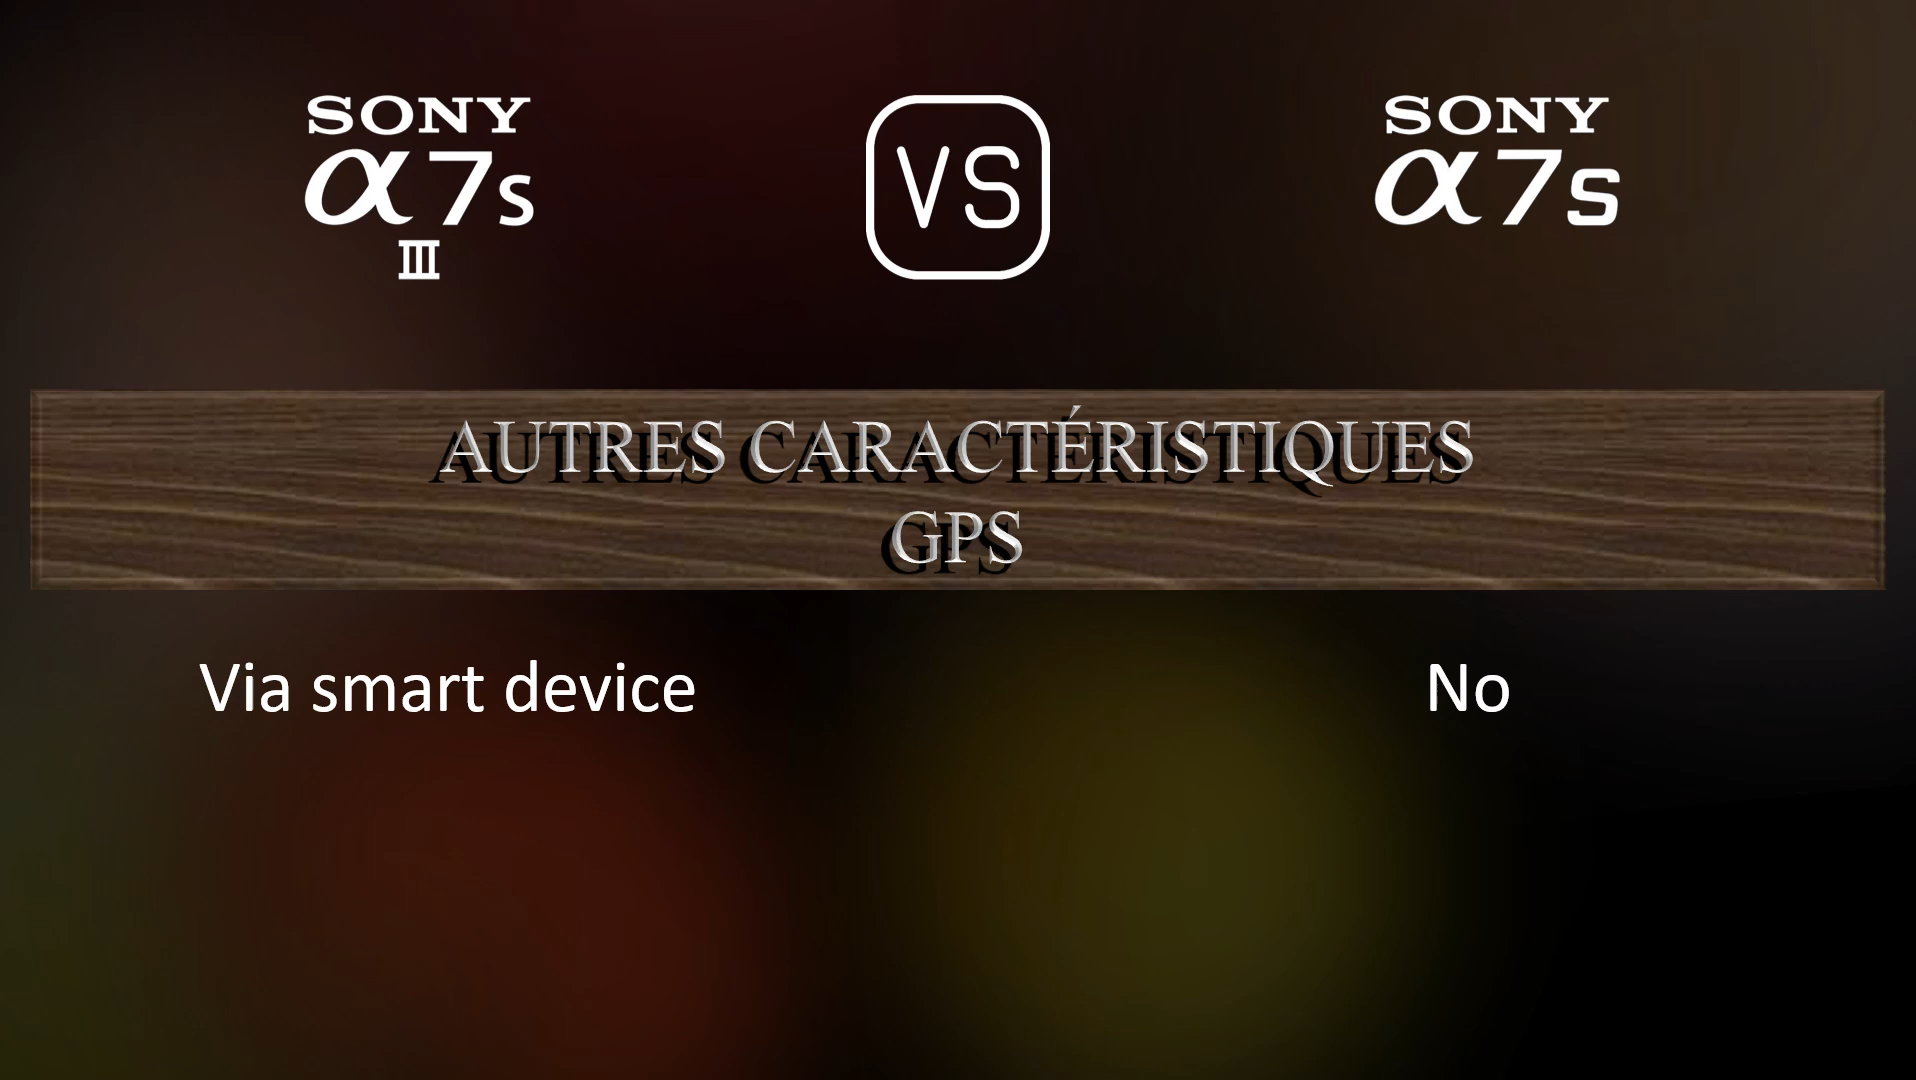 SONY
α7s
III
VS
SONY
α7s
AUTRES CARACTÉRISTIQUES
GPS
Via smart device
No